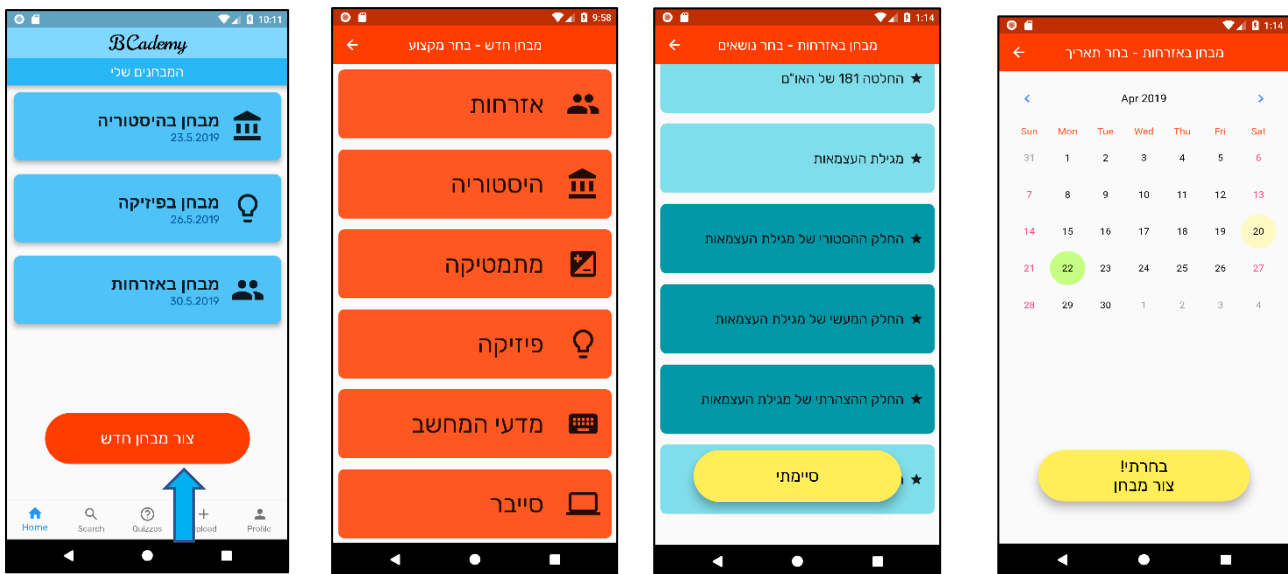 10:11
BCademy
המבחנים שלי
מבחן בהיסטוריה
23.5.2019
מבחן בפיזיקה
26.5.2019
מבחן באזרחות
30.5.2019
צור מבחן חדש
Home
Search
Quizzes
pload
Profile
9:58
מבחן חדש - בחר מקצוע
אזרחות
היסטוריה
מתמטיקה
פיזיקה
מדעי המחשב
סייבר
1:14
מבחן באזרחות - בחר נושאים
החלטה 181 של האו"ם
מגילת העצמאות
החלק ההסטורי של מגילת העצמאות
החלק המעשי של מגילת העצמאות
החלק ההצהרתי של מגילת העצמאות
סיימתי
1:14
מבחן באזרחות - בחר תאריך
Apr 2019
Sun Mon Tue Wed Thu Fri Sat
31 1 2 3 4 5 6
7 8 9 10 11 12 13
14 15 16 17 18 19 20
21 22 23 24 25 26 27
28 29 30 1 2 3 4
בחרתי!
צור מבחן